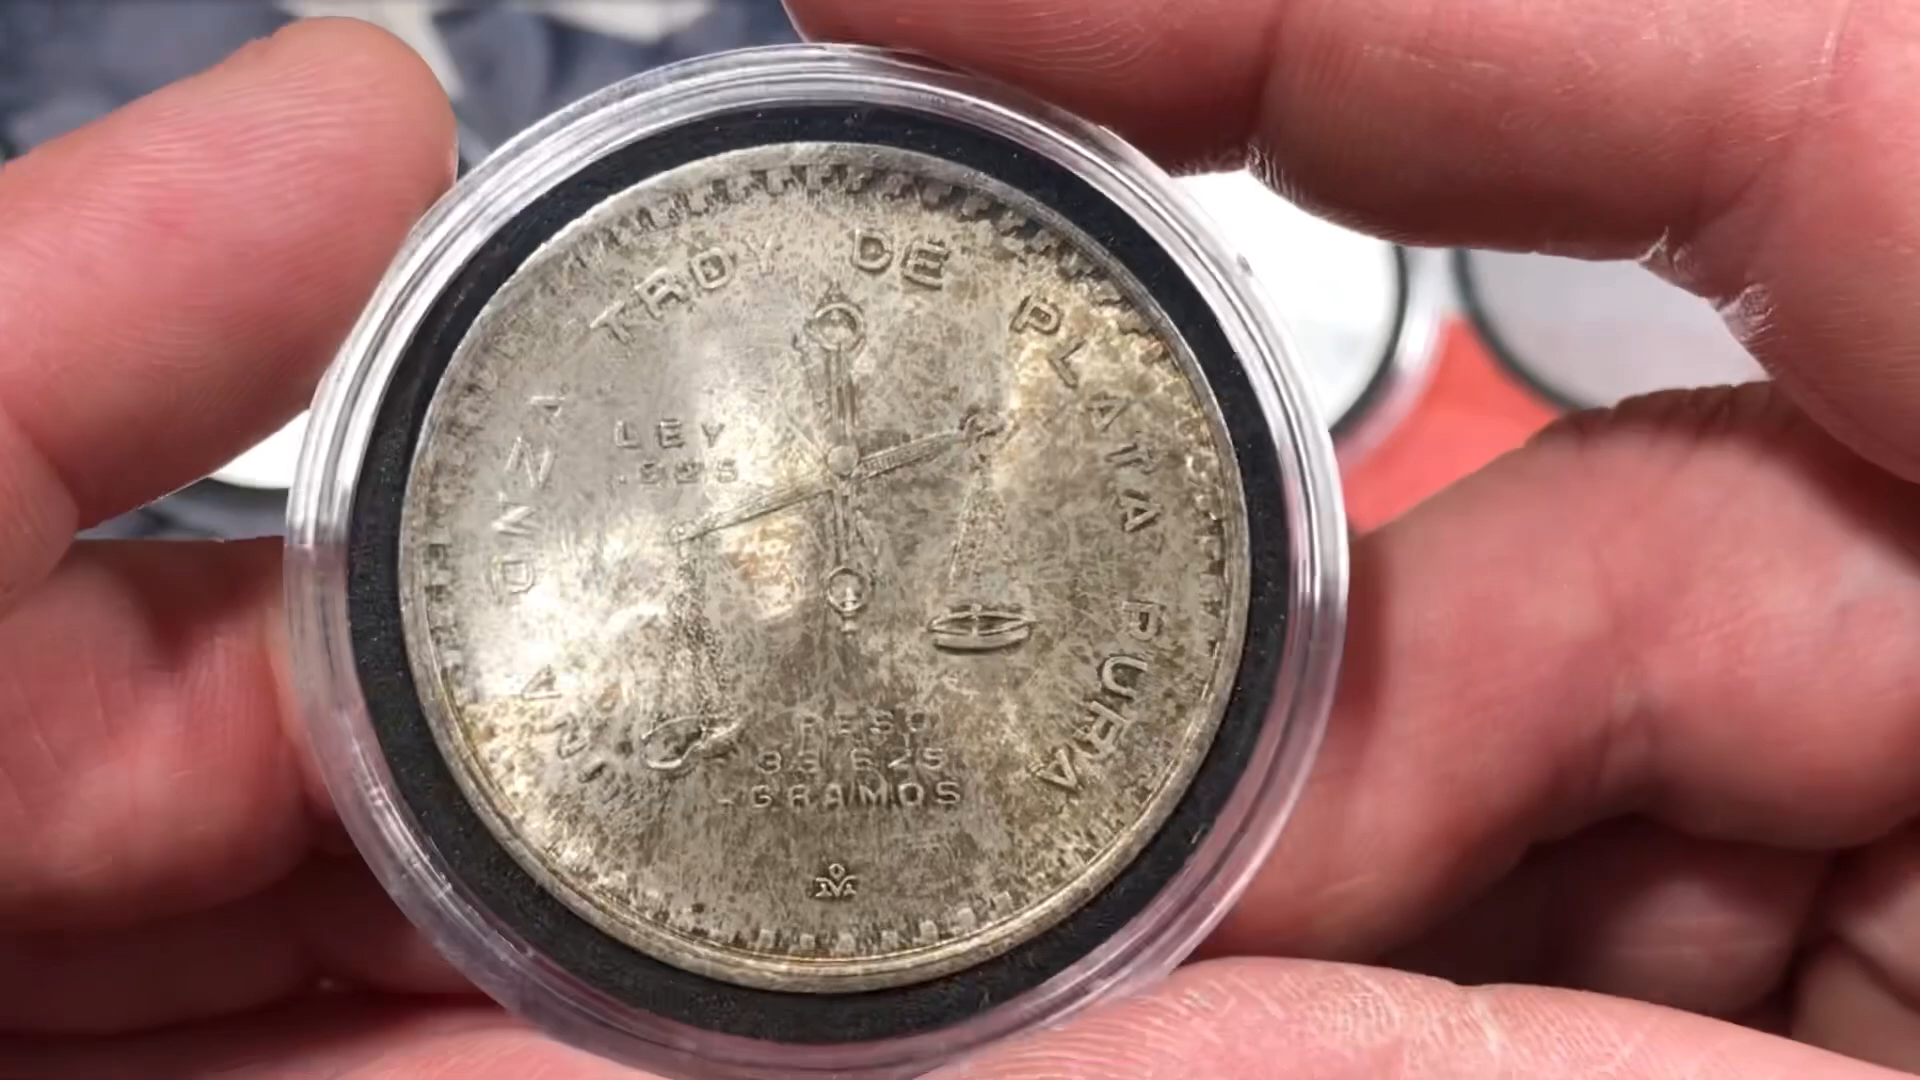 UNA ONZA TROY DE PLATA PURA
LEY
.925
PESO
33.625
GRAMOS